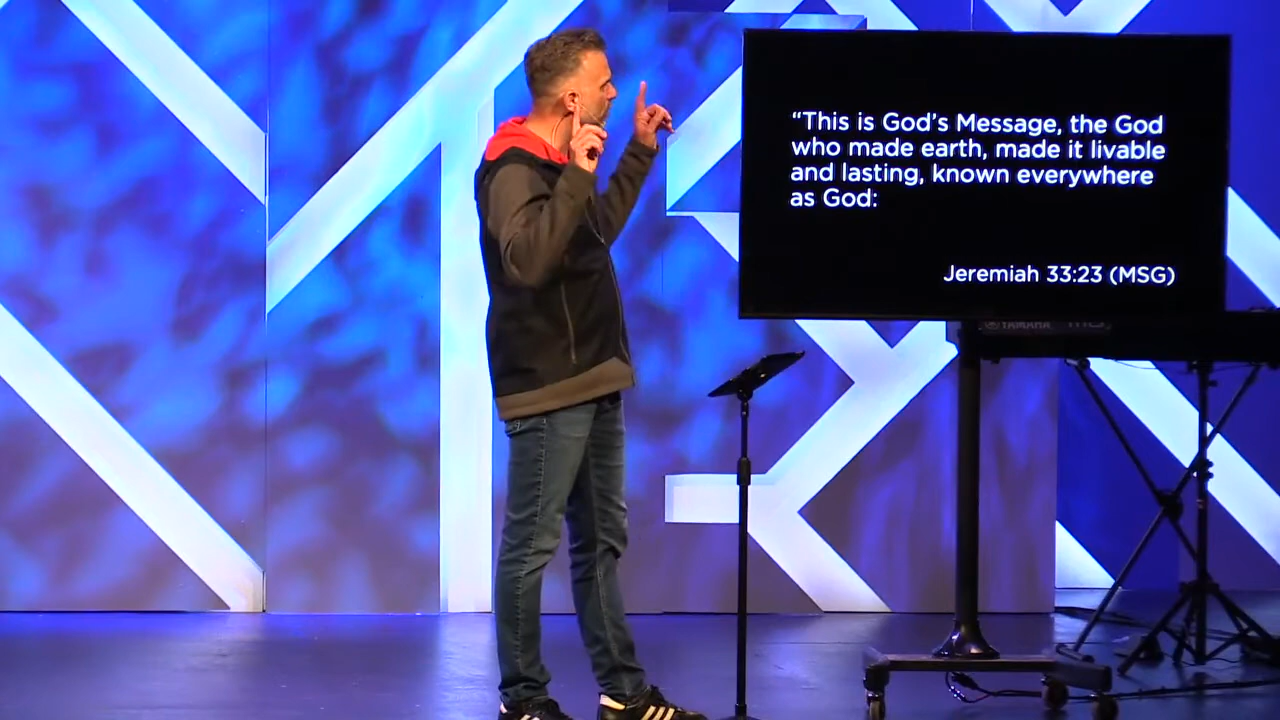 “This is God’s Message, the God
who made earth, made it livable
and lasting, known everywhere
as God:
Jeremiah 33:23 (MSG)
YAMAHA